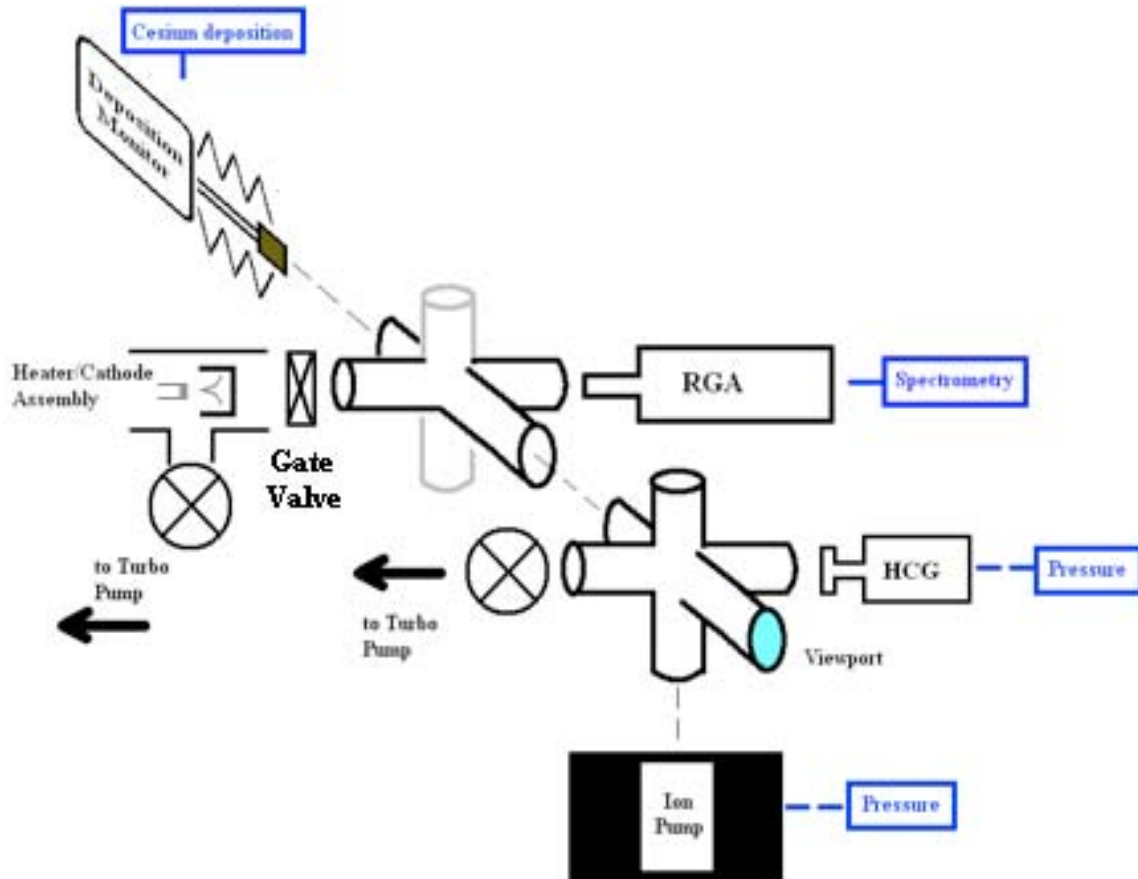 Cesium deposition
Deposition
Monitor
Heater/Cathode
Assembly
Gate
Valve
RGA
Spectrometry
to Turbo
Pump
to Turbo
Pump
HCG
Pressure
Viewport
Ion
Pump
Pressure